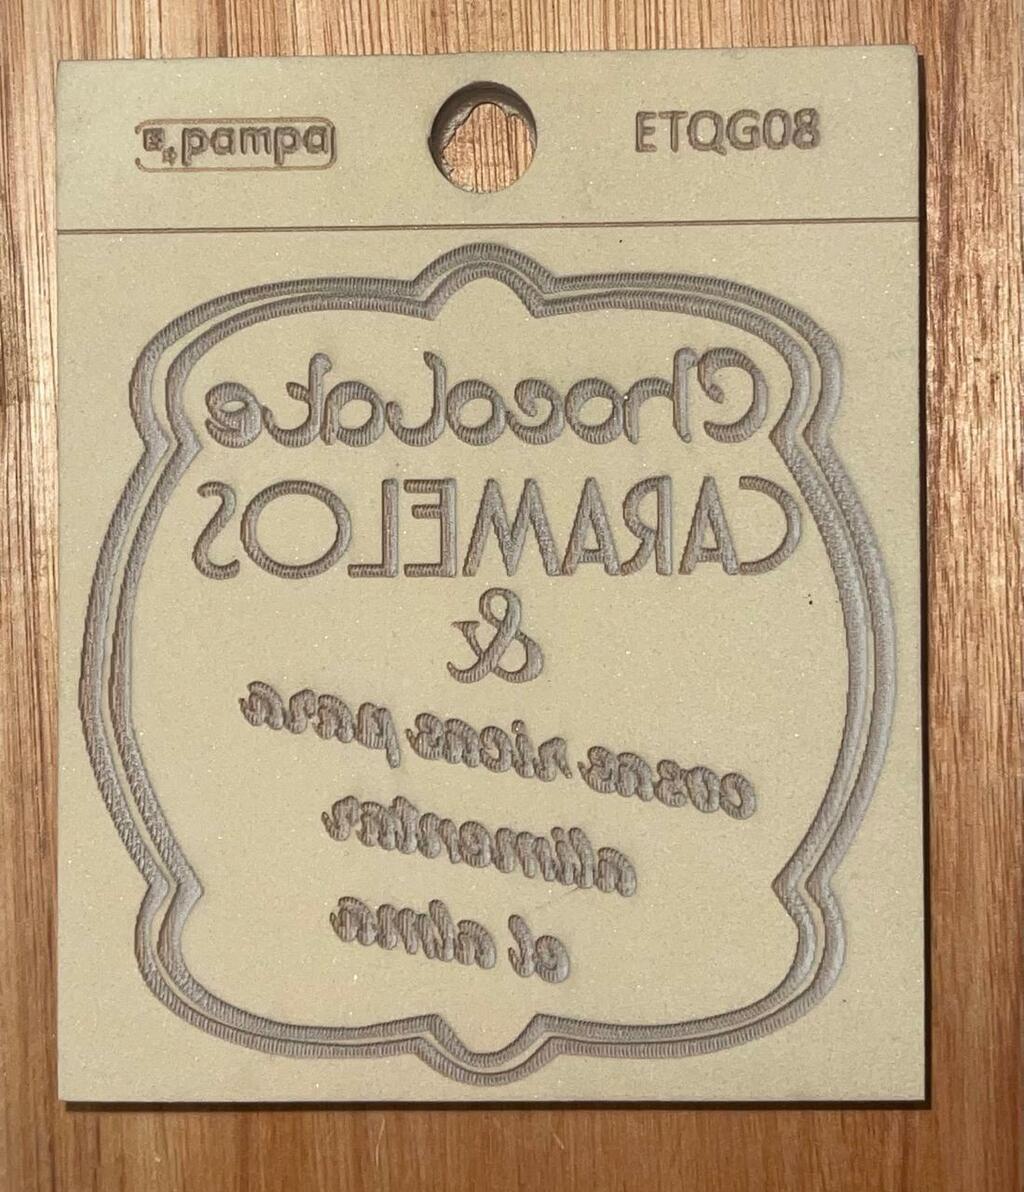 pampa ETQG08
Chocolate
CARAMELOS
&
cosas ricas para
alimentar
el alma